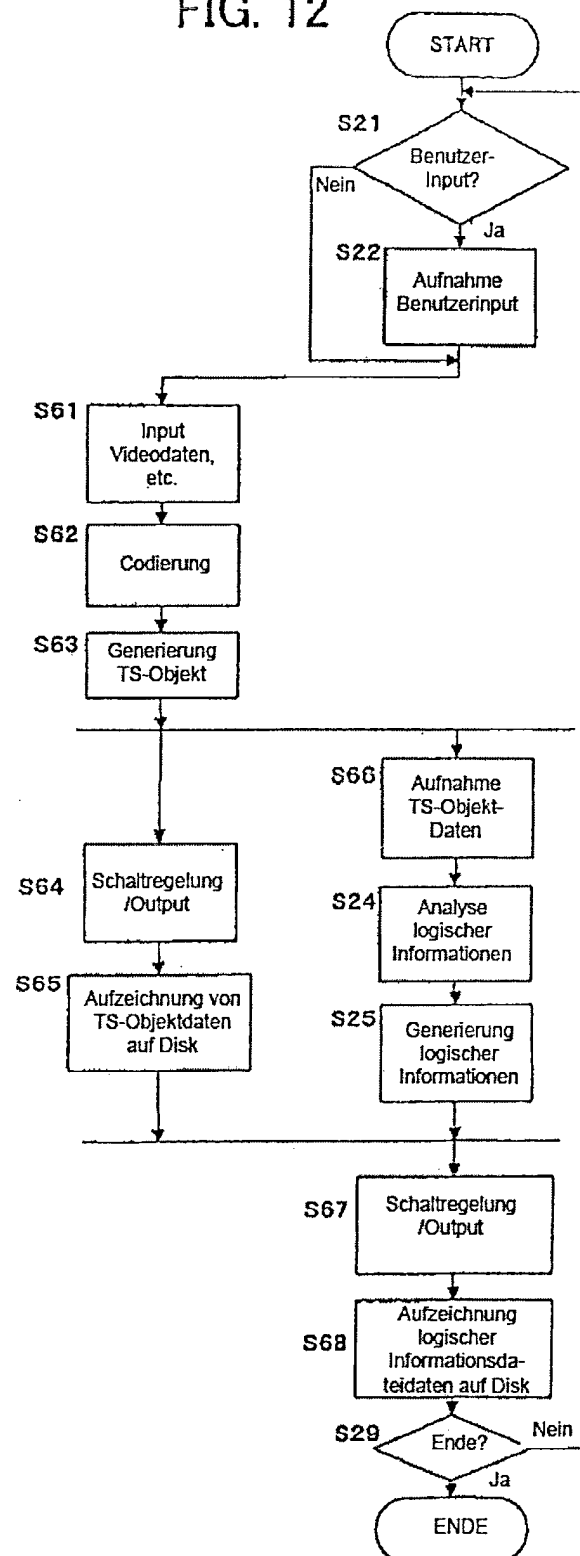 FIG. 12
START
S21
Benutzer-
Input?
Nein
Ja
S22
Aufnahme
Benutzerinput
S61
Input
Videodaten,
etc.
S62
Codierung
S63
Generierung
TS-Objekt
S66
Aufnahme
TS-Objekt-
Daten
S64
Schaltregelung
/Output
S24
Analyse
logischer
Informationen
S65
Aufzeichnung von
TS-Objektdaten
auf Disk
S25
Generierung
logischer
Informationen
S67
Schaltregelung
/Output
S68
Aufzeichnung
logischer
Informationsda-
teidaten auf Disk
S29
Ende?
Nein
Ja
ENDE